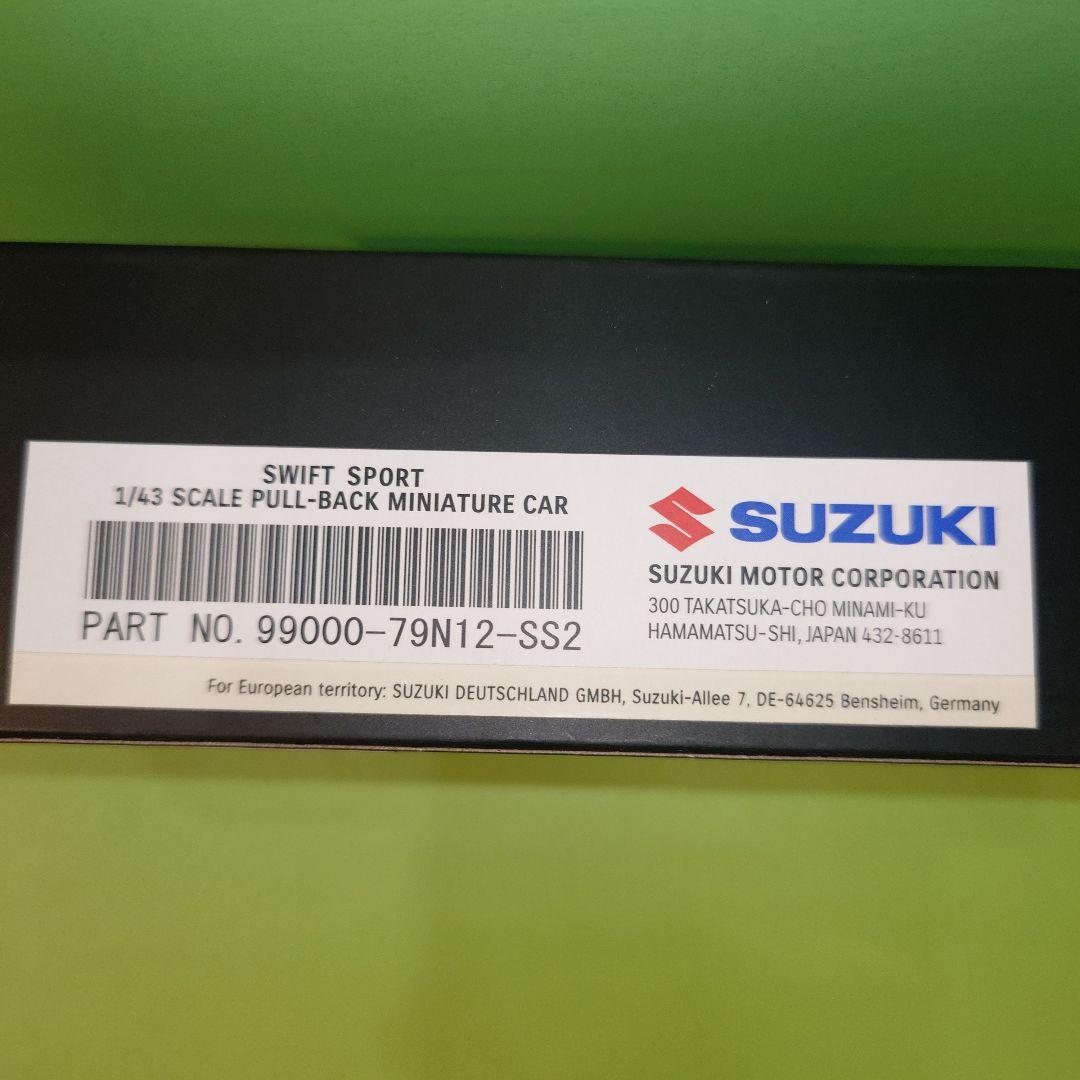 SWIFT SPORT
1/43 SCALE PULL-BACK MINIATURE CAR
PART NO. 99000-79N12-SS2
SUZUKI
SUZUKI MOTOR CORPORATION
300 TAKATSUKA-CHO MINAMI-KU
HAMAMATSU-SHI, JAPAN 432-8611
For European territory: SUZUKI DEUTSCHLAND GMBH, Suzuki-Allee 7, DE-64625 Bensheim, Germany